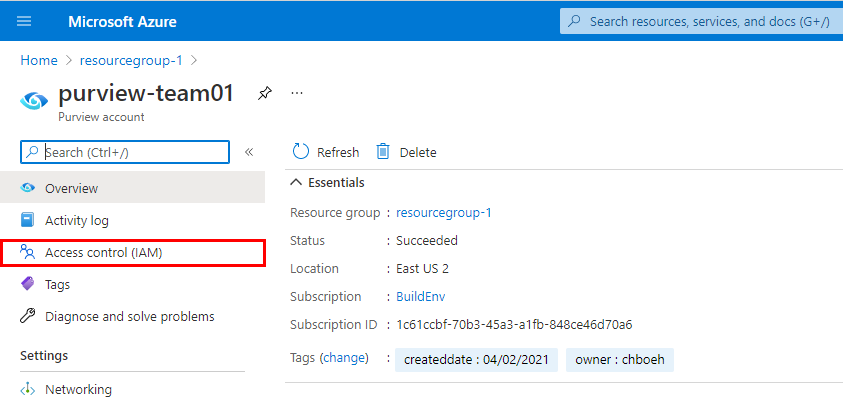 Microsoft Azure
Search resources, services, and docs (G+/)
Home > resourcegroup-1 >
purview-team01
Purview account
Search (Ctrl+/)
«
Overview
Activity log
Access control (IAM)
Tags
Diagnose and solve problems
Settings
Networking
Refresh
Delete
Essentials
Resource group : resourcegroup-1
Status : Succeeded
Location : East US 2
Subscription : BuildEnv
Subscription ID : 1c61ccbf-70b3-45a3-a1fb-848ce46d70a6
Tags (change) : createddate : 04/02/2021 owner : chboeh